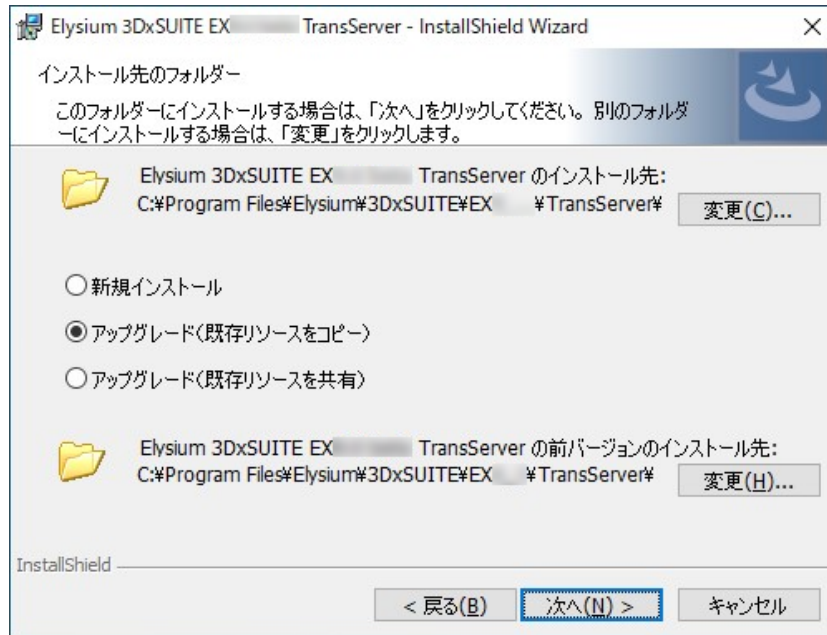 Elysium 3DxSUITE EX TransServer - InstallShield Wizard
インストール先のフォルダー
このフォルダーにインストールする場合は、「次へ」をクリックしてください。別のフォルダ
ーにインストールする場合は、「変更」をクリックします。
Elysium 3DxSUITE EX TransServer のインストール先:
C:¥Program Files¥Elysium¥3DxSUITE¥EX ¥TransServer¥
変更(C)...
新規インストール
アップグレード(既存リソースをコピー)
アップグレード(既存リソースを共有)
Elysium 3DxSUITE EX TransServer の前バージョンのインストール先:
C:¥Program Files¥Elysium¥3DxSUITE¥EX ¥TransServer¥
変更(H)...
InstallShield
< 戻る(B) 次へ(N) > キャンセル